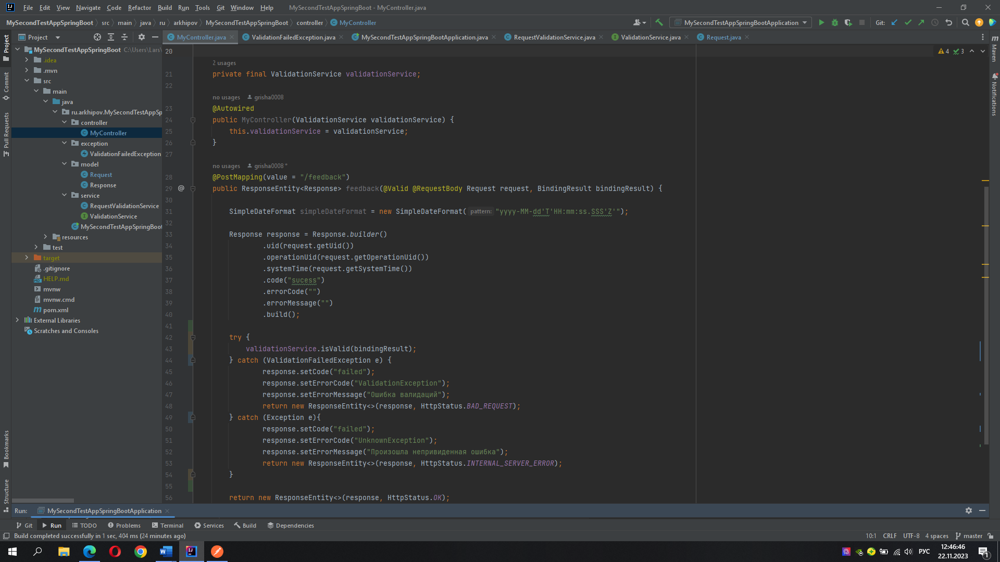 File Edit View Navigate Code Refactor Build Run Tools Git Window Help MySecondTestAppSpringBoot - MyController.java
MySecondTestAppSpringBoot src main java ru arkhipov MySecondTestAppSpringBoot controller MyController MySecondTestAppSpringBootApplication Git:
Project MyController.java ValidationFailedException.java MySecondTestAppSpringBootApplication.java RequestValidationService.java ValidationService.java Request.java
Project
Commit
Pull Requests
Bookmarks
Structure
MySecondTestAppSpringBoot C:\Users\Lars\
.idea
.mvn
src
main
java
ru.arkhipov.MySecondTestAppSp
controller
MyController
exception
ValidationFailedException
model
Request
Response
service
RequestValidationService
ValidationService
MySecondTestAppSpringBoot
resources
test
target
.gitignore
HELP.md
mvnw
mvnw.cmd
pom.xml
External Libraries
Scratches and Consoles
20
2 usages
21 private final ValidationService validationService;
22
no usages grisha0008
23 @Autowired
24 public MyController(ValidationService validationService) {
25 this.validationService = validationService;
26 }
27
no usages grisha0008 *
28 @PostMapping(value = "/feedback")
29 @ public ResponseEntity<Response> feedback(@Valid @RequestBody Request request, BindingResult bindingResult) {
30
31 SimpleDateFormat simpleDateFormat = new SimpleDateFormat( pattern: "yyyy-MM-dd'T'HH:mm:ss.SSS'Z'");
32
33 Response response = Response.builder()
34 .uid(request.getUid())
35 .operationUid(request.getOperationUid())
36 .systemTime(request.getSystemTime())
37 .code("sucess")
38 .errorCode("")
39 .errorMessage("")
40 .build();
41
42 try {
43 validationService.isValid(bindingResult);
44 } catch (ValidationFailedException e) {
45 response.setCode("failed");
46 response.setErrorCode("ValidationException");
47 response.setErrorMessage("Ошибка валидаций");
48 return new ResponseEntity<>(response, HttpStatus.BAD_REQUEST);
49 } catch (Exception e){
50 response.setCode("failed");
51 response.setErrorCode("UnknownException");
52 response.setErrorMessage("Произошла непривиденная ошибка");
53 return new ResponseEntity<>(response, HttpStatus.INTERNAL_SERVER_ERROR);
54 }
55
56 return new ResponseEntity<>(response, HttpStatus.OK);
4 3
Maven
Notifications
Run: MySecondTestAppSpringBootApplication
Git Run TODO Problems Terminal Services Build Dependencies
Build completed successfully in 1 sec, 404 ms (24 minutes ago) 10:1 CRLF UTF-8 4 spaces master
РУС 12:46:46
22.11.2023
1